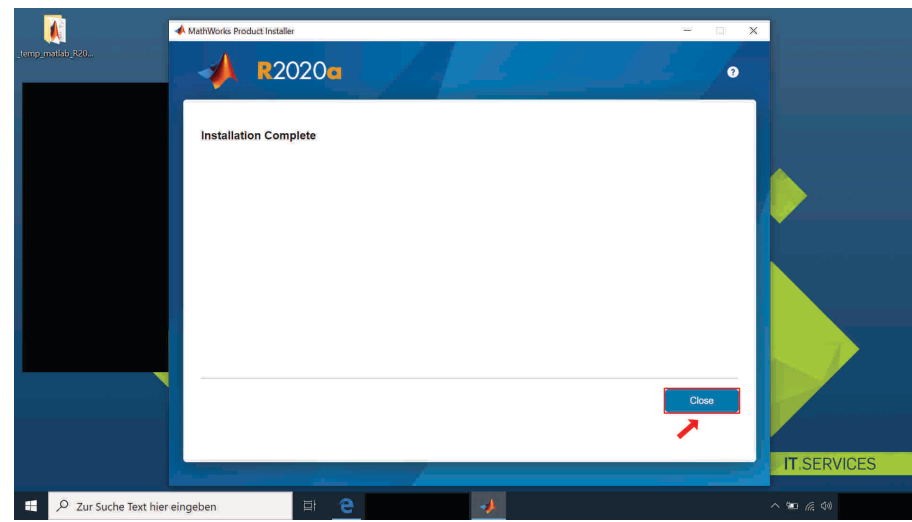 _temp_matlab_R20...
MathWorks Product Installer
R2020a
?
Installation Complete
Close
IT.SERVICES
Zur Suche Text hier eingeben